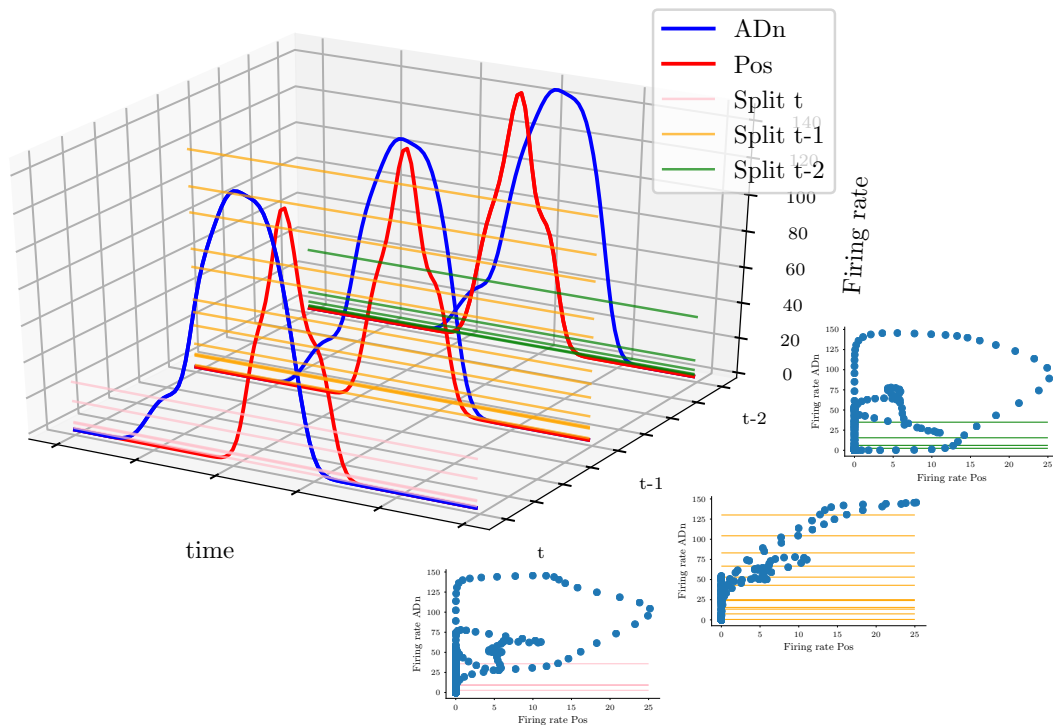 ADn
Pos
Split t
Split t-1
Split t-2
140
120
100
80
60
40
20
0
Firing rate
t-2
t-1
t
time
150
125
100
75
50
25
0
Firing rate ADn
0 5 10 15 20 25
Firing rate Pos
150
125
100
75
50
25
0
Firing rate ADn
0 5 10 15 20 25
Firing rate Pos
150
125
100
75
50
25
0
Firing rate ADn
0 5 10 15 20 25
Firing rate Pos